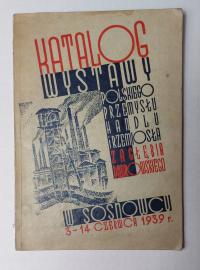 KATALOG
WYSTAWY
POLSKIEGO
PRZEMYSŁU
HANDLU
I RZEMIOSŁA
ZAGŁĘBIA
DĄBROWSKIEGO
W SOSNOWCU
3-14 CZERWCA 1939 r.